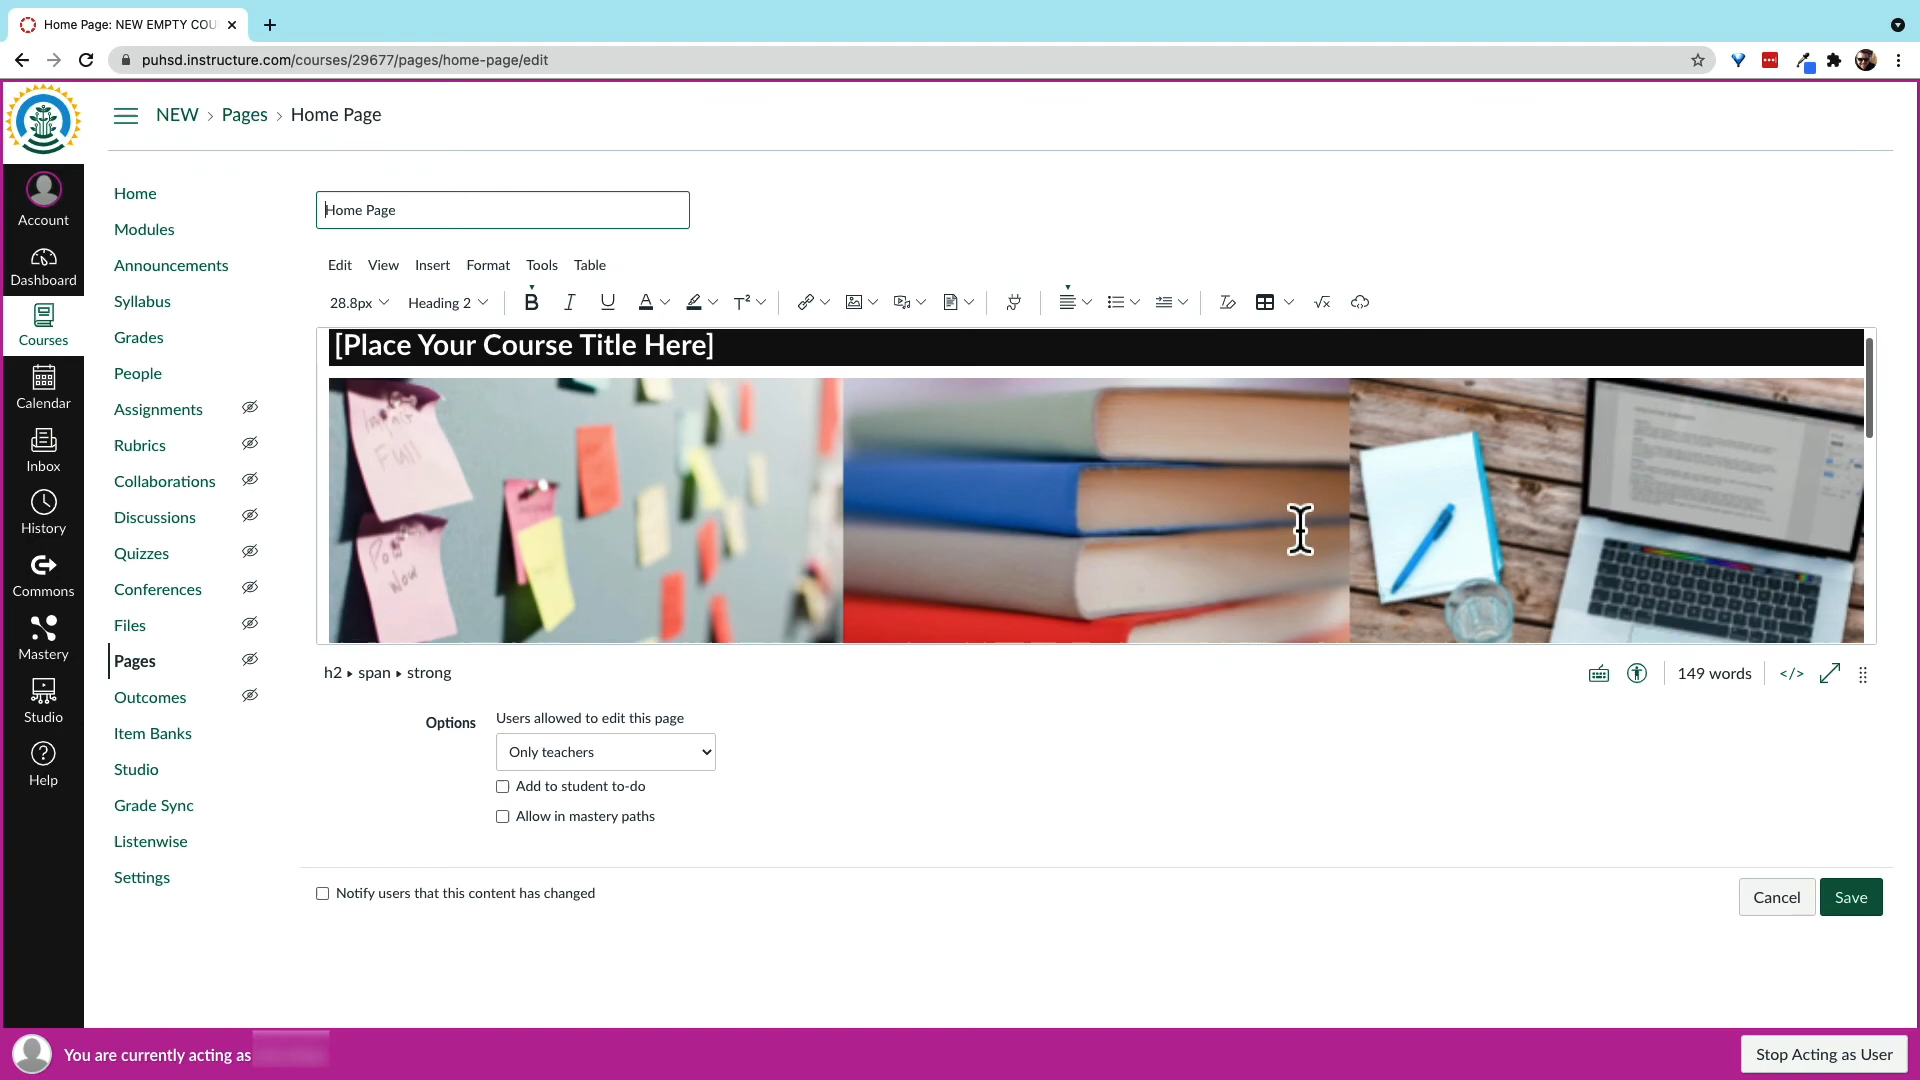 Home Page: NEW EMPTY COU
puhsd.instructure.com/courses/29677/pages/home-page/edit
NEW > Pages > Home Page
Account
Dashboard
Courses
Calendar
Inbox
History
Commons
Mastery
Studio
Help
Home
Modules
Announcements
Syllabus
Grades
People
Assignments
Rubrics
Collaborations
Discussions
Quizzes
Conferences
Files
Pages
Outcomes
Item Banks
Studio
Grade Sync
Listenwise
Settings
Home Page
Edit View Insert Format Tools Table
28.8px Heading 2
[Place Your Course Title Here]
Full
Now
h2 ▸ span ▸ strong
149 words </>
Options
Users allowed to edit this page
Only teachers
Add to student to-do
Allow in mastery paths
Notify users that this content has changed
Cancel
Save
You are currently acting as
Stop Acting as User